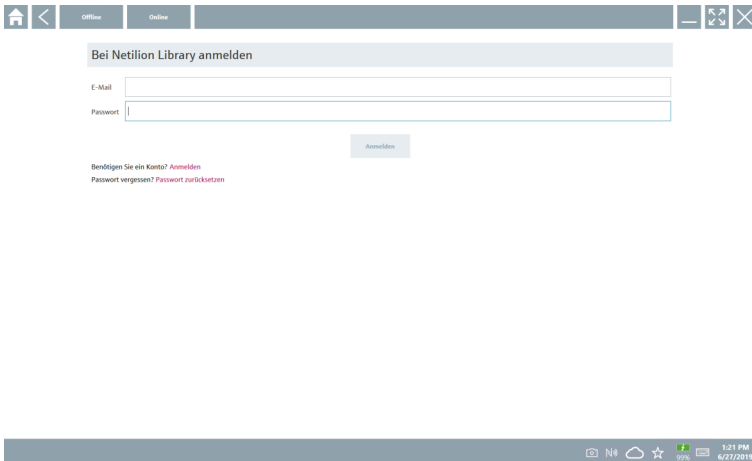 Offline Online
Bei Netilion Library anmelden
E-Mail
Passwort
Anmelden
Benötigen Sie ein Konto? Anmelden
Passwort vergessen? Passwort zurücksetzen
99%
1:21 PM
6/27/2019